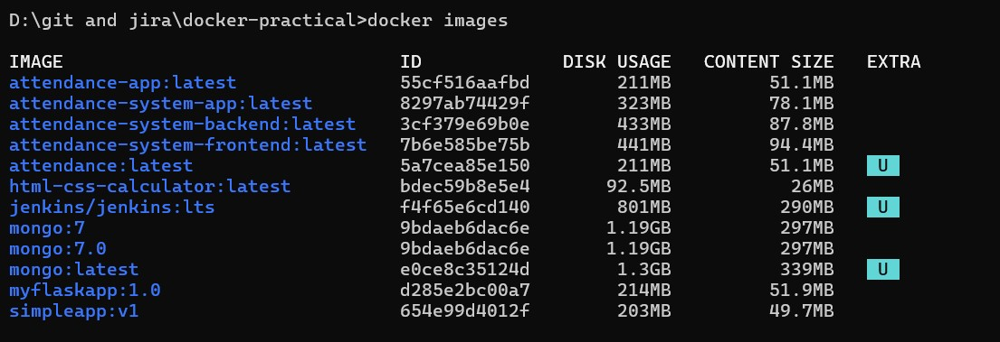 D:\git and jira\docker-practical>docker images
IMAGE ID DISK USAGE CONTENT SIZE EXTRA
attendance-app:latest 55cf516aafbd 211MB 51.1MB
attendance-system-app:latest 8297ab74429f 323MB 78.1MB
attendance-system-backend:latest 3cf379e69b0e 433MB 87.8MB
attendance-system-frontend:latest 7b6e585be75b 441MB 94.4MB
attendance:latest 5a7cea85e150 211MB 51.1MB U
html-css-calculator:latest bdec59b8e5e4 92.5MB 26MB
jenkins/jenkins:lts f4f65e6cd140 801MB 290MB U
mongo:7 9bdaeb6dac6e 1.19GB 297MB
mongo:7.0 9bdaeb6dac6e 1.19GB 297MB
mongo:latest e0ce8c35124d 1.3GB 339MB U
myflaskapp:1.0 d285e2bc00a7 214MB 51.9MB
simpleapp:v1 654e99d4012f 203MB 49.7MB